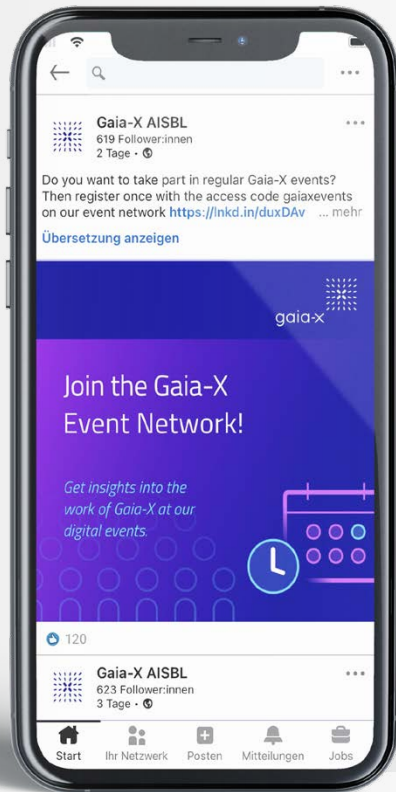 Gaia-X AISBL
619 Follower:innen
2 Tage •
Do you want to take part in regular Gaia-X events?
Then register once with the access code gaiaxevents
on our event network https://lnkd.in/duxDAv ... mehr
Übersetzung anzeigen
gaia-x
Join the Gaia-X
Event Network!
Get insights into the
work of Gaia-X at our
digital events.
120
Gaia-X AISBL
623 Follower:innen
3 Tage •
Start Ihr Netzwerk Posten Mitteilungen Jobs